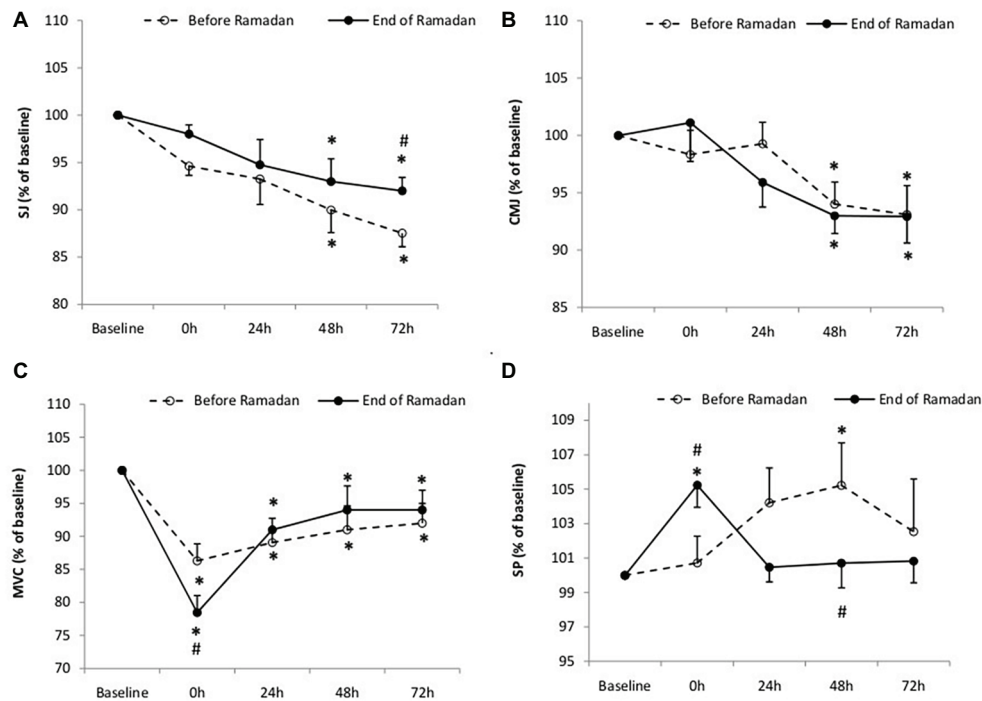 A
Before Ramadan End of Ramadan
SJ (% of baseline)
110
105
100
95
90
85
80
* # *
* *
Baseline 0h 24h 48h 72h
B
Before Ramadan End of Ramadan
CMJ (% of baseline)
110
105
100
95
90
85
* *
* *
Baseline 0h 24h 48h 72h
C
Before Ramadan End of Ramadan
MVC (% of baseline)
110
105
100
95
90
85
80
75
70
* * *
* * * *
*
#
Baseline 0h 24h 48h 72h
D
Before Ramadan End of Ramadan
SP (% of baseline)
109
107
105
103
101
99
97
95
# *
*
#
Baseline 0h 24h 48h 72h